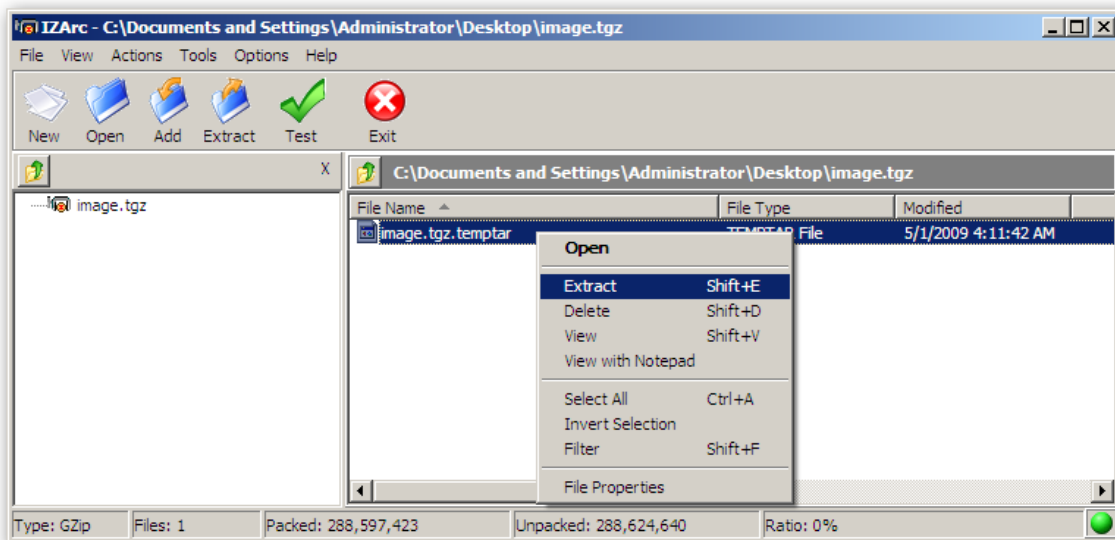 IZArc - C:\Documents and Settings\Administrator\Desktop\image.tgz
File View Actions Tools Options Help
New Open Add Extract Test Exit
X C:\Documents and Settings\Administrator\Desktop\image.tgz
image.tgz
File Name File Type Modified
image.tgz.temptar TEMPTAR File 5/1/2009 4:11:42 AM
Open
Extract Shift+E
Delete Shift+D
View Shift+V
View with Notepad
Select All Ctrl+A
Invert Selection
Filter Shift+F
File Properties
Type: GZip Files: 1 Packed: 288,597,423 Unpacked: 288,624,640 Ratio: 0%